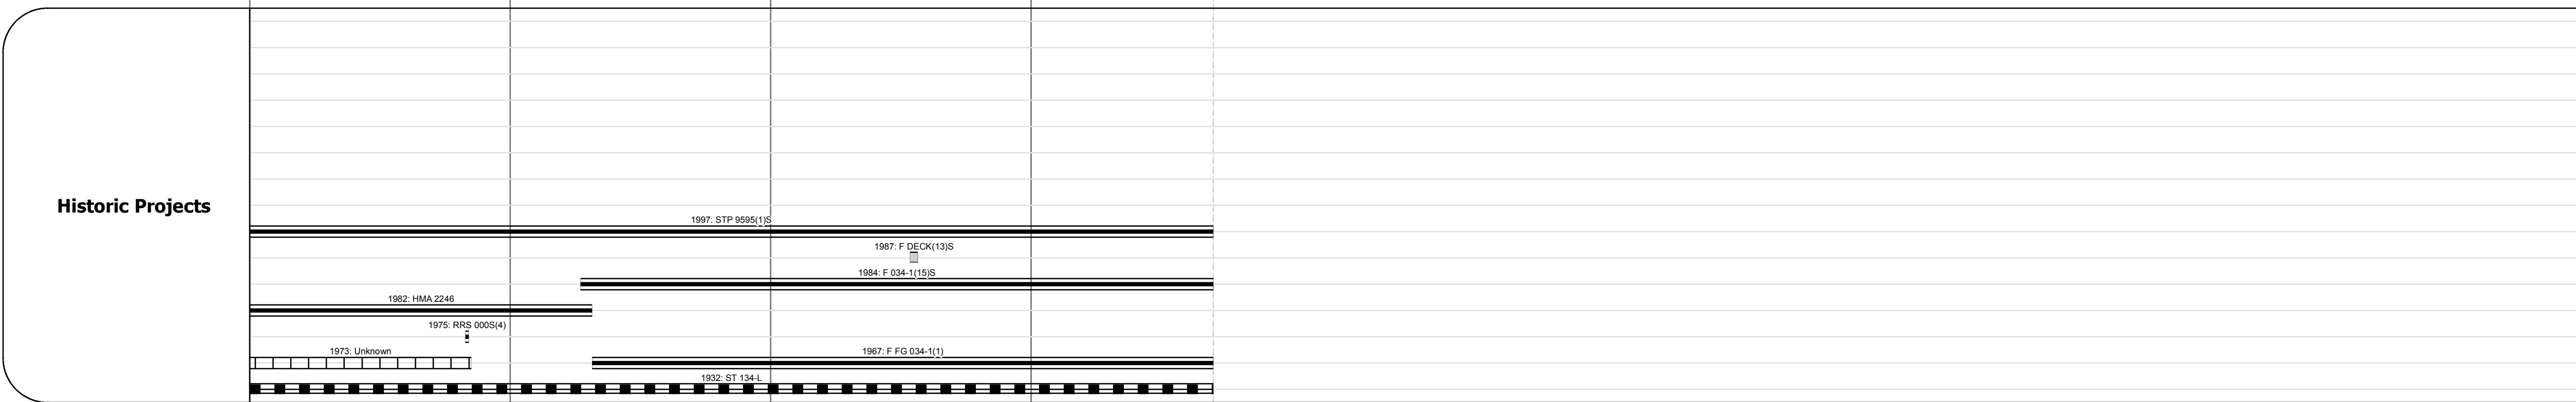 Historic Projects
1997: STP 9595(1)S
1987: F DECK(13)S
1984: F 034-1(15)S
1982: HMA 2246
1975: RRS 000S(4)
1973: Unknown
1967: F FG 034-1(1)
1932: ST 134-L